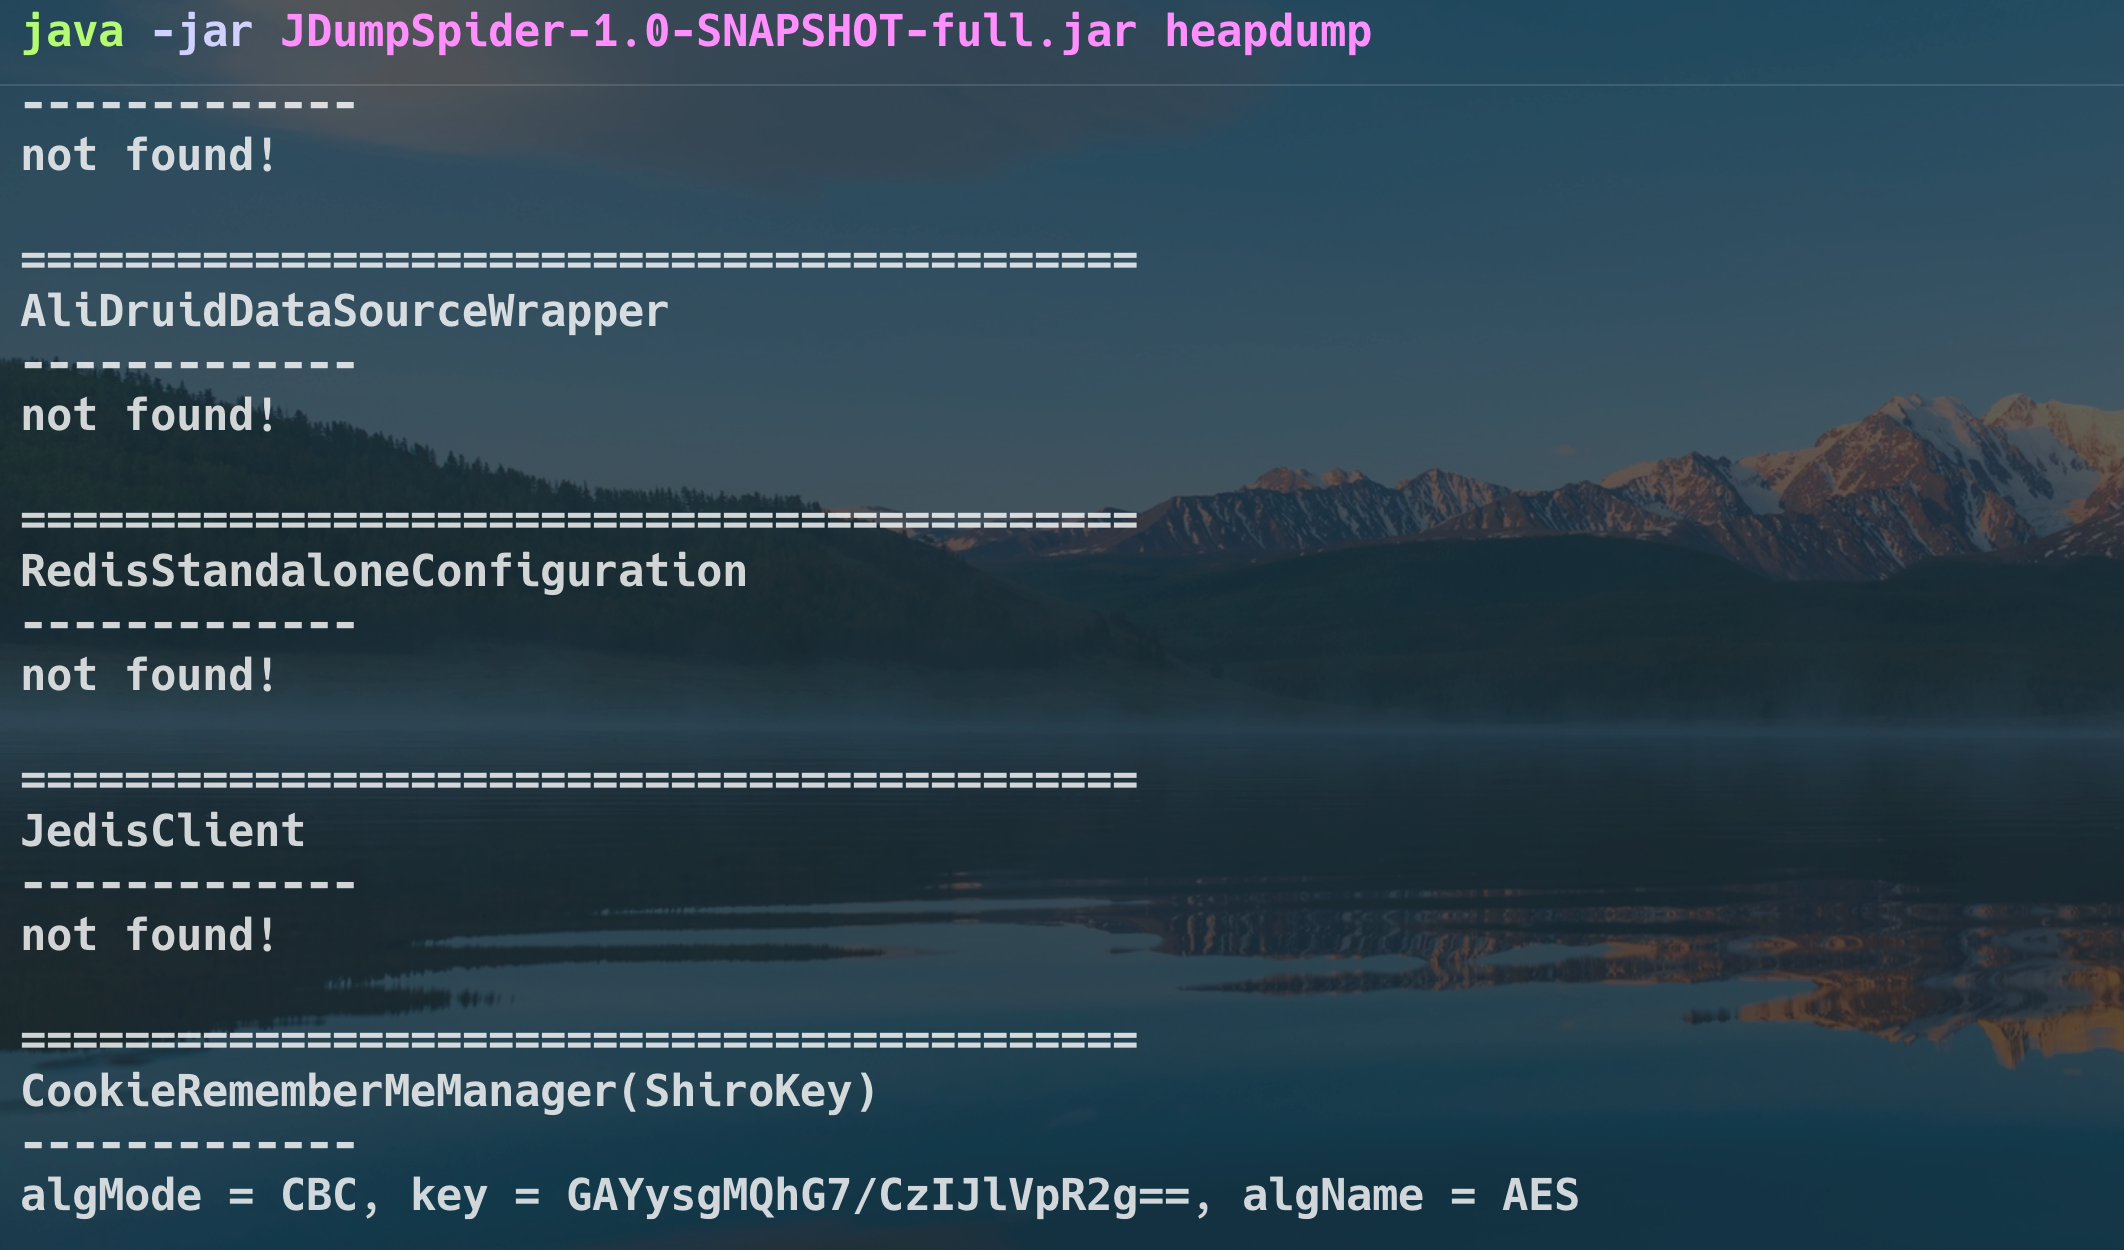 java -jar JDumpSpider-1.0-SNAPSHOT-full.jar heapdump
-------------
not found!
===========================================
AliDruidDataSourceWrapper
-------------
not found!
===========================================
RedisStandaloneConfiguration
-------------
not found!
===========================================
JedisClient
-------------
not found!
===========================================
CookieRememberMeManager(ShiroKey)
-------------
algMode = CBC, key = GAYysgMQhG7/CzIJlVpR2g==, algName = AES